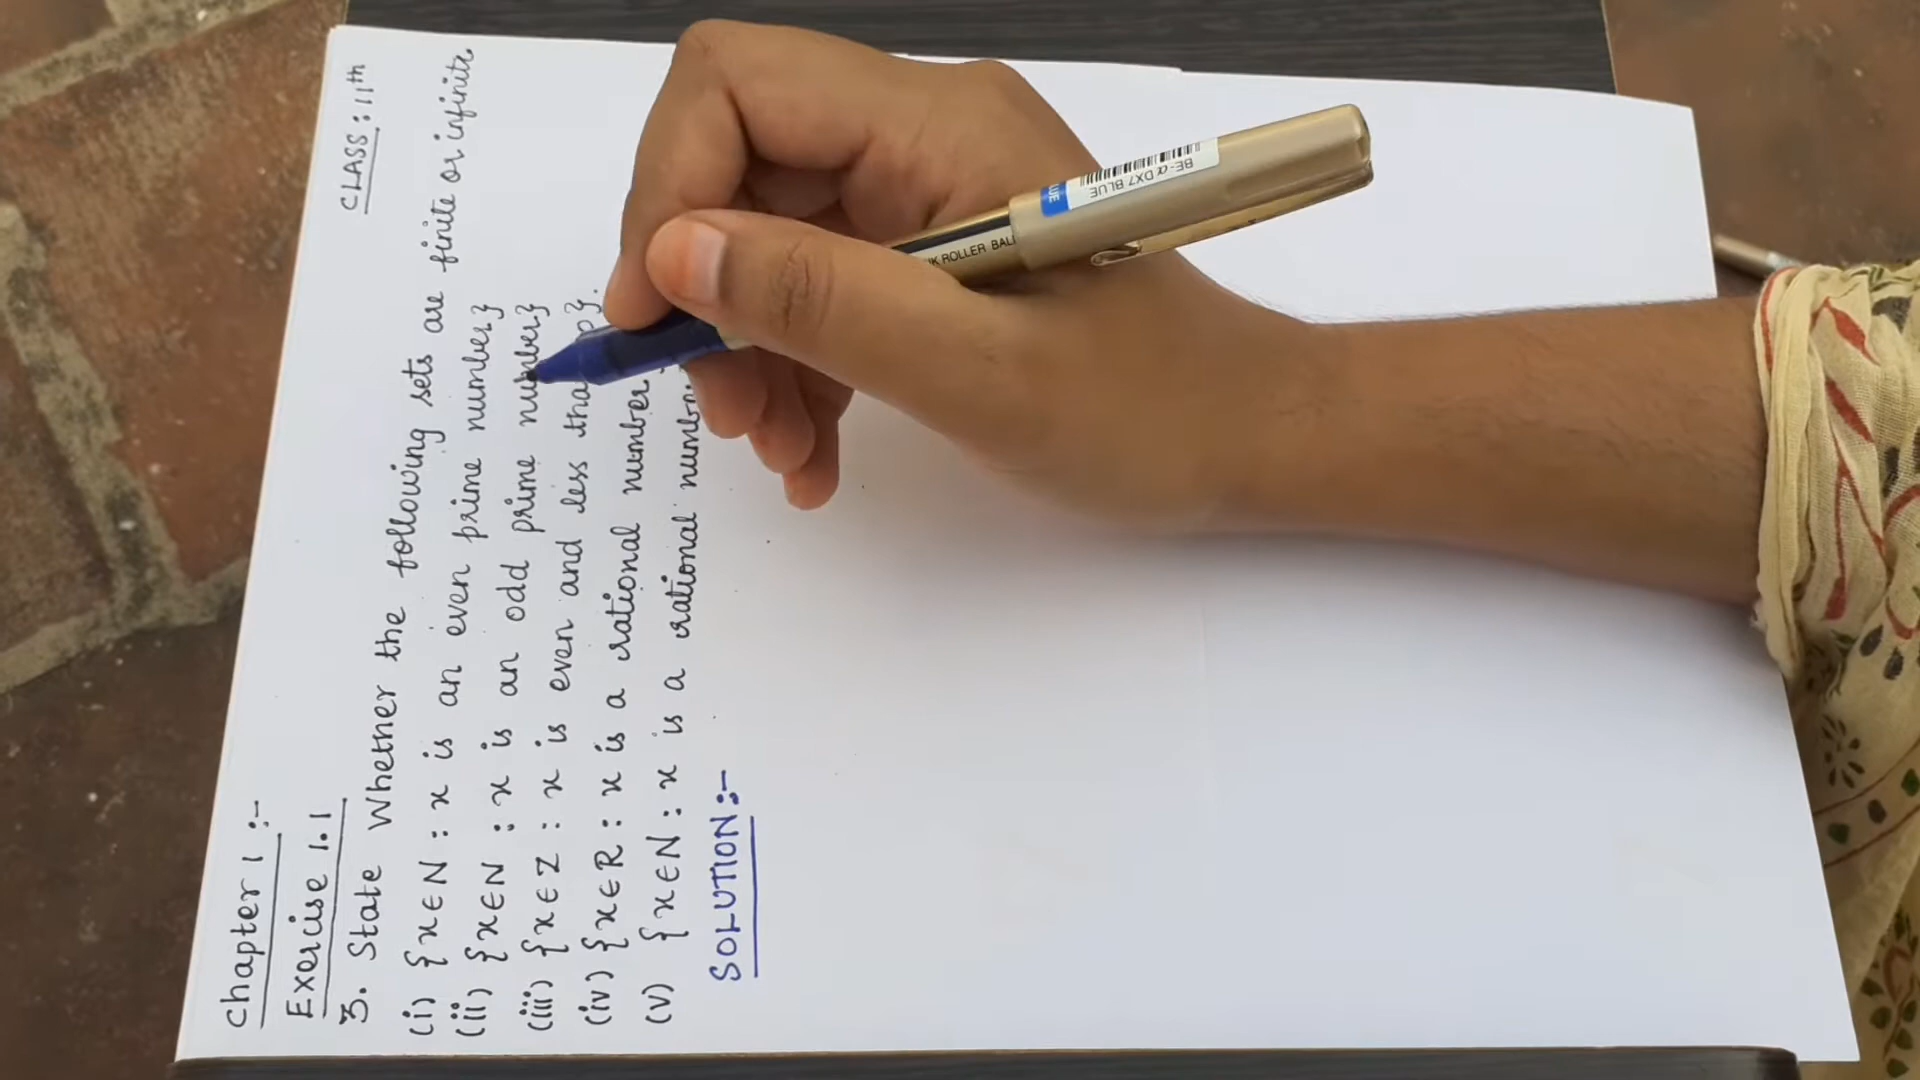 CLASS : 11th
Chapter 1 :-
Exercise 1.1
3. State Whether the following sets are finite or infinite
(i) {x∈N : x is an even prime number}
(ii) {x∈N : x is an odd prime number}
(iii) {x∈Z : x is even and less
(iv) {x∈R : x is a rational number
(v) {x∈N : x is a rational
SOLUTION :-
BE-α DX7 BLUE
ROLLER